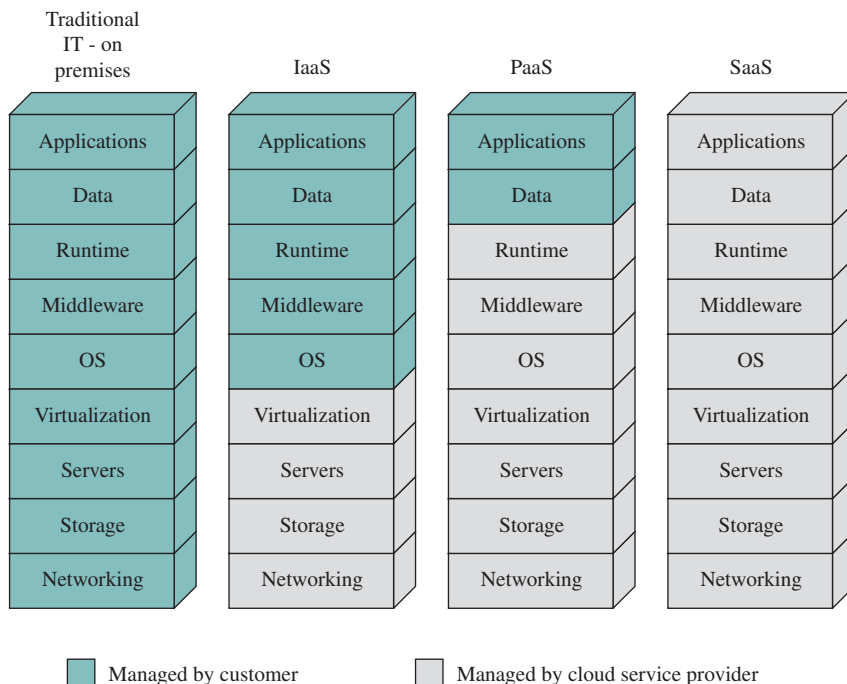 Traditional
IT - on
premises
IaaS
PaaS
SaaS
Applications
Data
Runtime
Middleware
OS
Virtualization
Servers
Storage
Networking
Applications
Data
Runtime
Middleware
OS
Virtualization
Servers
Storage
Networking
Applications
Data
Runtime
Middleware
OS
Virtualization
Servers
Storage
Networking
Applications
Data
Runtime
Middleware
OS
Virtualization
Servers
Storage
Networking
Managed by customer
Managed by cloud service provider